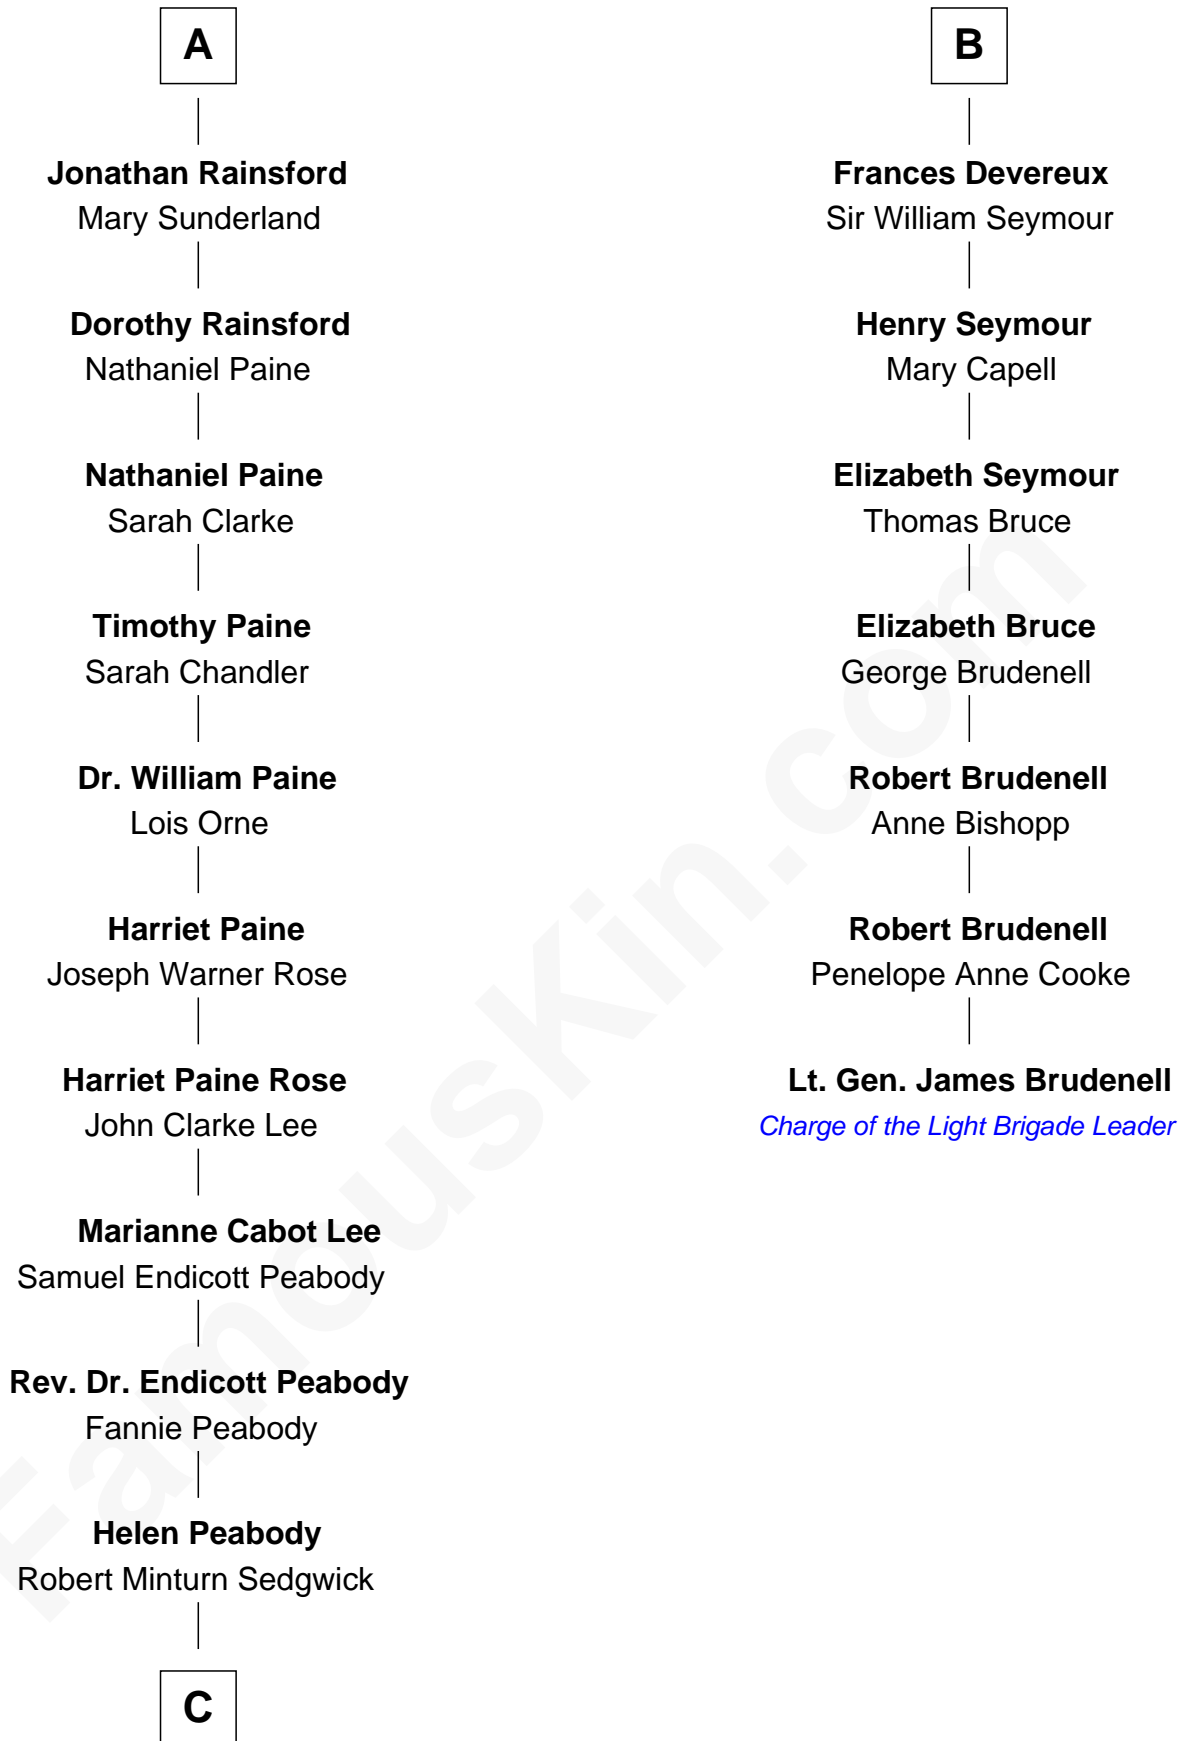 A
Jonathan Rainsford
Mary Sunderland
Dorothy Rainsford
Nathaniel Paine
Nathaniel Paine
Sarah Clarke
Timothy Paine
Sarah Chandler
Dr. William Paine
Lois Orne
Harriet Paine
Joseph Warner Rose
Harriet Paine Rose
John Clarke Lee
Marianne Cabot Lee
Samuel Endicott Peabody
Rev. Dr. Endicott Peabody
Fannie Peabody
Helen Peabody
Robert Minturn Sedgwick
C
B
Frances Devereux
Sir William Seymour
Henry Seymour
Mary Capell
Elizabeth Seymour
Thomas Bruce
Elizabeth Bruce
George Brudenell
Robert Brudenell
Anne Bishopp
Robert Brudenell
Penelope Anne Cooke
Lt. Gen. James Brudenell
Charge of the Light Brigade Leader
FamousKin.com